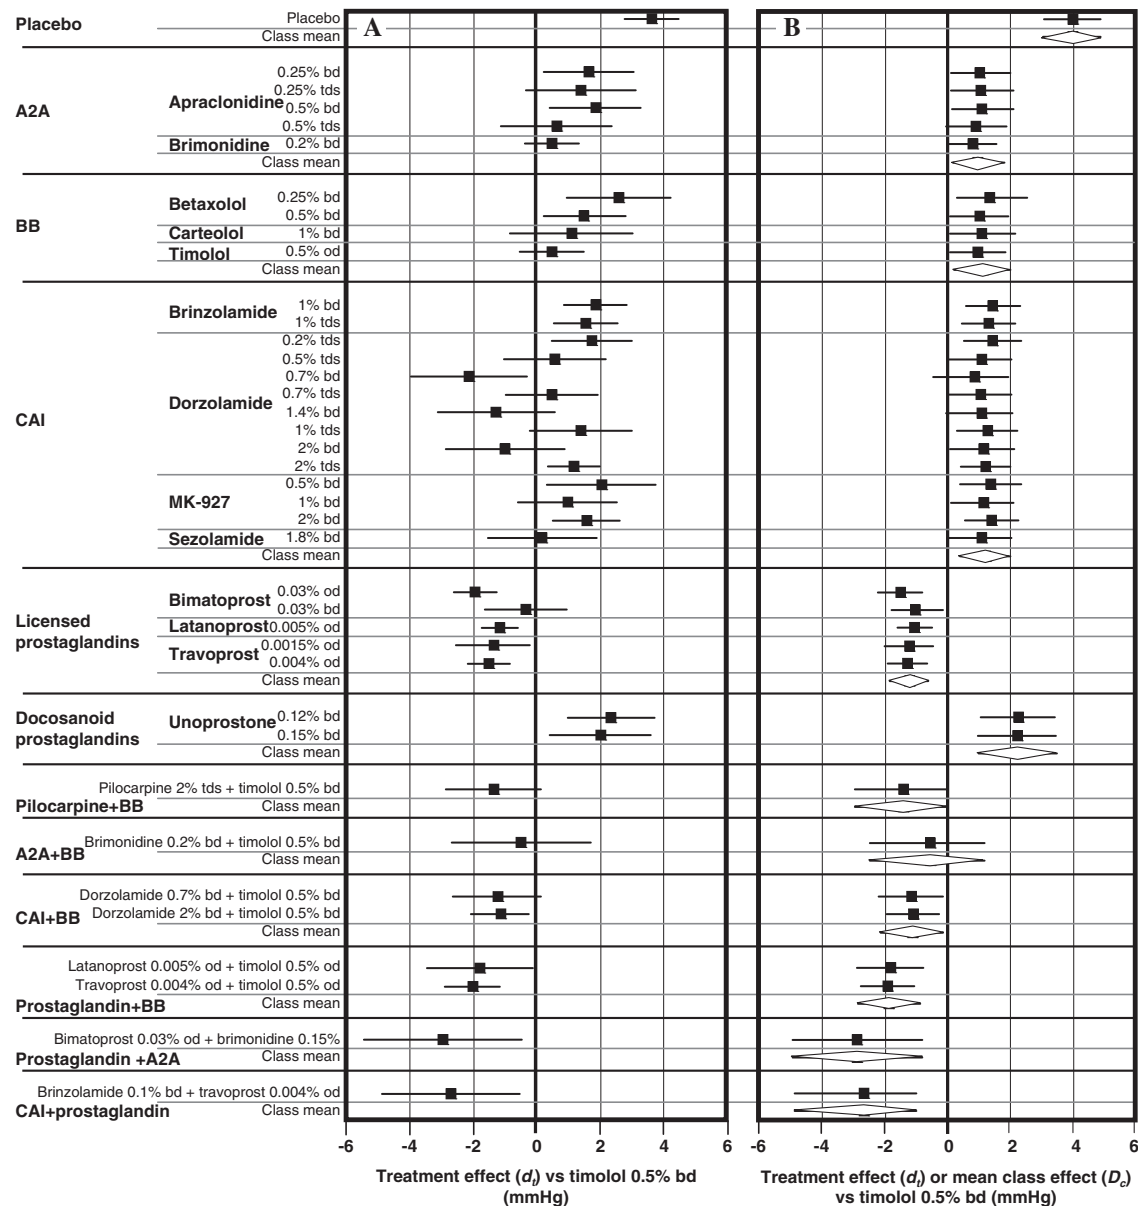 Placebo
Placebo
Class mean
A
B
A2A
Apraclonidine
0.25% bd
0.25% tds
0.5% bd
0.5% tds
Brimonidine 0.2% bd
Class mean
BB
Betaxolol
0.25% bd
0.5% bd
Carteolol 1% bd
Timolol 0.5% od
Class mean
CAI
Brinzolamide
1% bd
1% tds
Dorzolamide
0.2% tds
0.5% tds
0.7% bd
0.7% tds
1.4% bd
1% tds
2% bd
2% tds
MK-927
0.5% bd
1% bd
2% bd
Sezolamide 1.8% bd
Class mean
Licensed
prostaglandins
Bimatoprost
0.03% od
0.03% bd
Latanoprost 0.005% od
Travoprost
0.0015% od
0.004% od
Class mean
Docosanoid
prostaglandins
Unoprostone
0.12% bd
0.15% bd
Class mean
Pilocarpine 2% tds + timolol 0.5% bd
Pilocarpine+BB
Class mean
Brimonidine 0.2% bd + timolol 0.5% bd
A2A+BB
Class mean
Dorzolamide 0.7% bd + timolol 0.5% bd
CAI+BB
Dorzolamide 2% bd + timolol 0.5% bd
Class mean
Latanoprost 0.005% od + timolol 0.5% od
Travoprost 0.004% od + timolol 0.5% od
Prostaglandin+BB
Class mean
Bimatoprost 0.03% od + brimonidine 0.15%
Prostaglandin +A2A
Class mean
Brinzolamide 0.1% bd + travoprost 0.004% od
CAI+prostaglandin
Class mean
-6 -4 -2 0 2 4 6
Treatment effect (dt) vs timolol 0.5% bd
(mmHg)
-6 -4 -2 0 2 4 6
Treatment effect (dt) or mean class effect (Dc)
vs timolol 0.5% bd (mmHg)